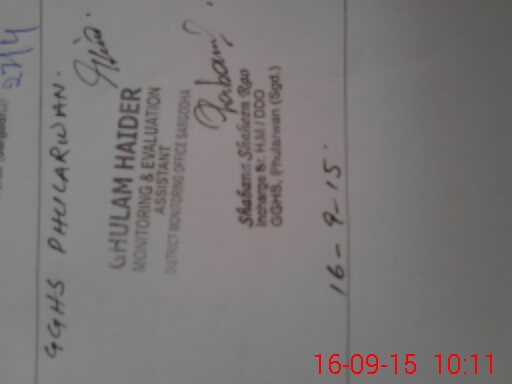 GGHS PHULARWAN.
GHULAM HAIDER
MONITORING & EVALUATION
ASSISTANT
DISTRICT MONITORING OFFICE SARGODHA
Shabana Shaheen Rao
Incharge Sr. H.M / DDO
GGHS, Phularwan (Sgd.)
16-9-15.
16-09-15 10:11